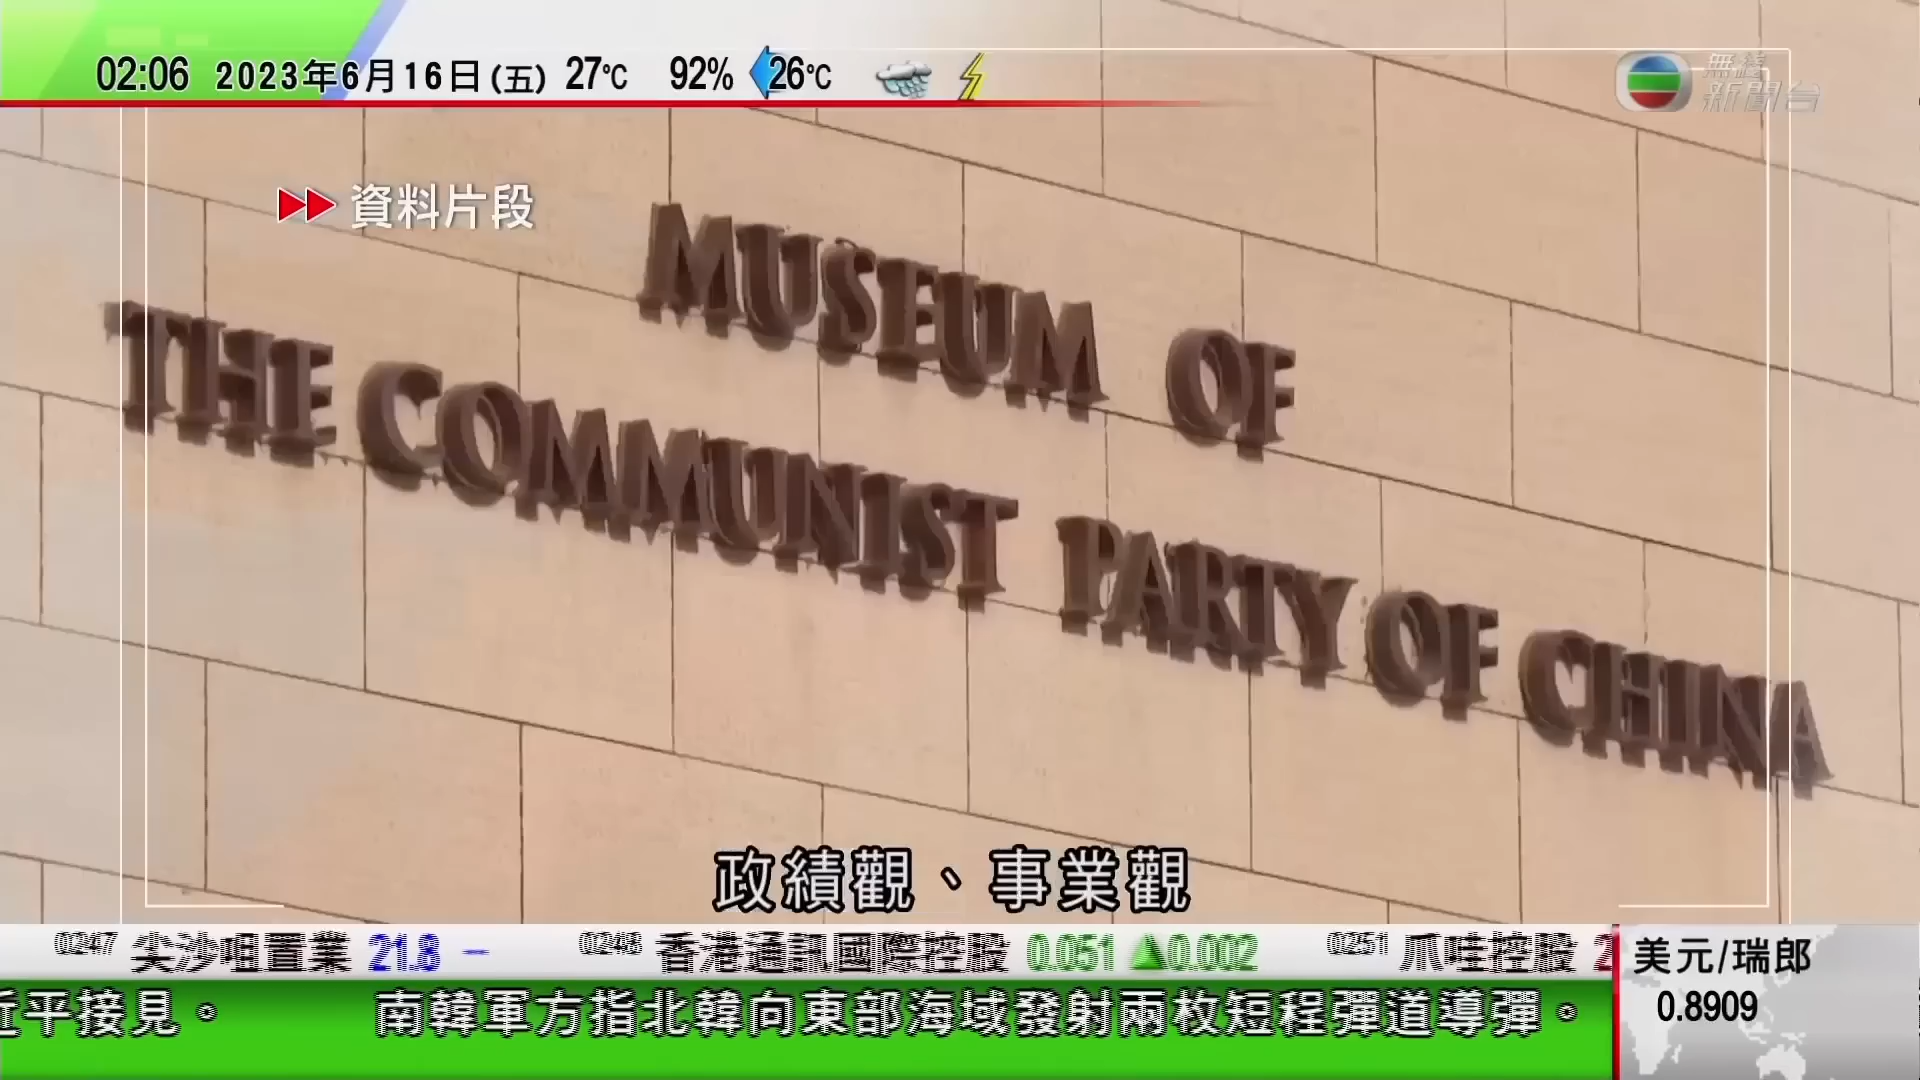 02:06 2023年6月16日(五) 27℃ 92% 26℃
無綫
新聞台
資料片段
MUSEUM OF
THE COMMUNIST PARTY OF CHINA
政績觀、事業觀
0247 尖沙咀置業 21.8 – 0248 香港通訊國際控股 0.051 ▲0.002 0251 爪哇控股 2
美元/瑞郎
0.8909
近平接見。 南韓軍方指北韓向東部海域發射兩枚短程彈道導彈。